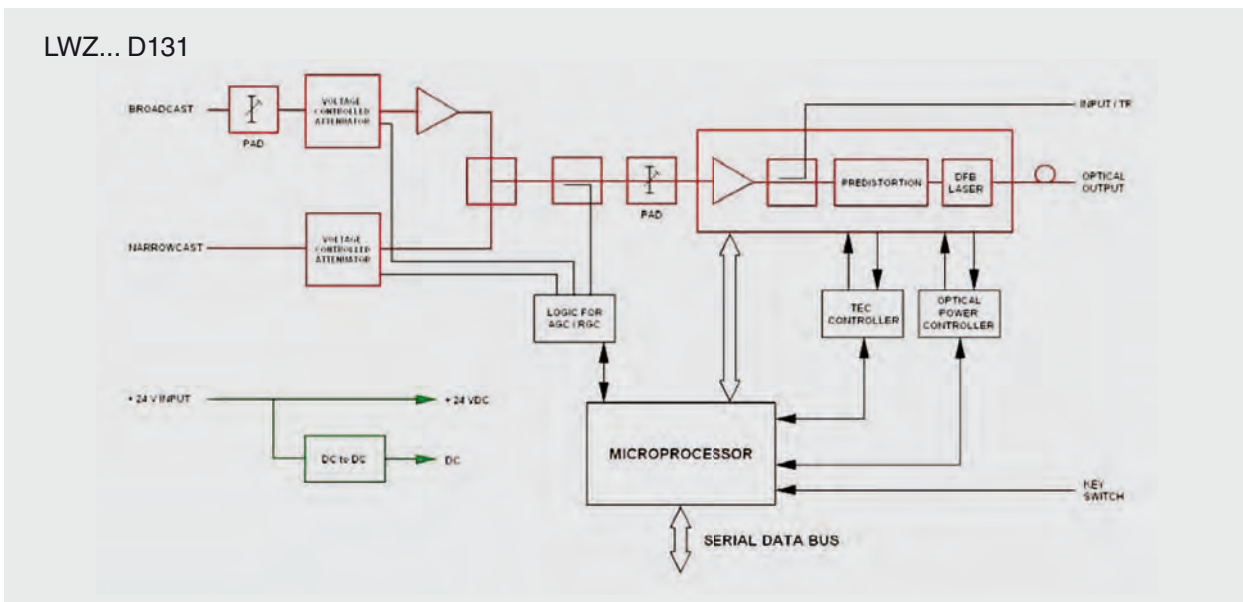 LWZ... D131
BROADCAST
PAD
VOLTAGE
CONTROLLED
ATTENUATOR
INPUT / TP
PREDISTORTION
DFB
LASER
OPTICAL
OUTPUT
PAD
NARROWCAST
VOLTAGE
CONTROLLED
ATTENUATOR
LOGIC FOR
AGC / RGC
TEC
CONTROLLER
OPTICAL
POWER
CONTROLLER
+ 24 V INPUT
+ 24 VDC
DC to DC
DC
MICROPROCESSOR
KEY
SWITCH
SERIAL DATA BUS